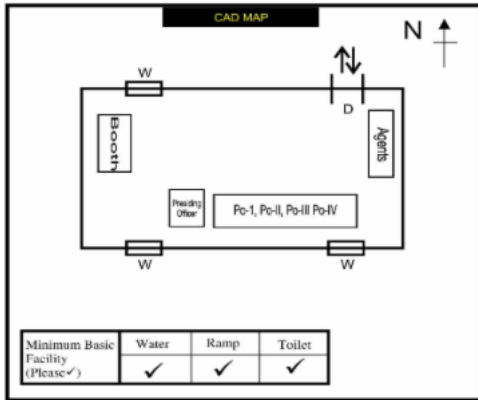 CAD MAP
N
W
D
Booth
Agents
Presiding
Officer
Po-1, Po-II, Po-III Po-IV
W
W
Minimum Basic
Facility
(Please✓)
Water
Ramp
Toilet
✓
✓
✓